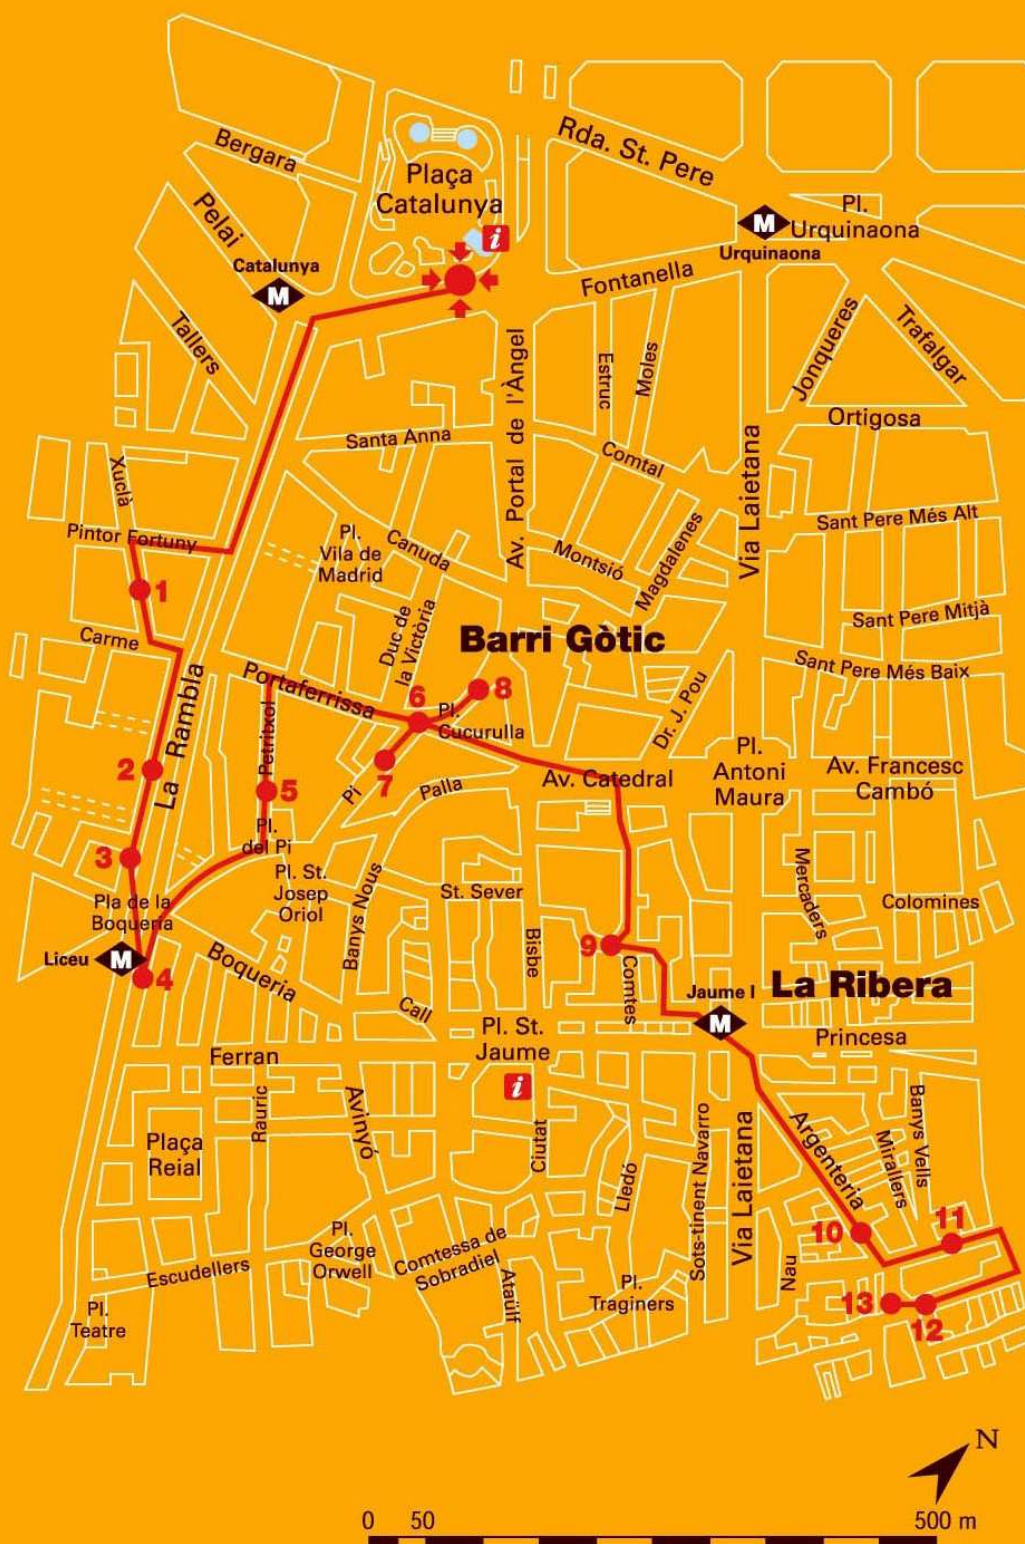 Bergara
Rda. St. Pere
Plaça
Catalunya
i
Pelai
Pl.
Urquinaona
M
Urquinaona
Catalunya
M
Fontanella
Tallers
Estruc
Moles
Jonqueres
Trafalgar
Ortigosa
Av. Portal de l'Àngel
Santa Anna
Comtal
Via Laietana
Xuclà
Pintor Fortuny
Pl.
Vila de
Madrid
Canuda
Montsió
Magdalenes
Sant Pere Més Alt
1
Carme
Duc de
la Victòria
Sant Pere Mitjà
Barri Gòtic
Sant Pere Més Baix
La Rambla
Portaferrissa
6
8
Pl.
Cucurulla
Dr. J. Pou
2
Petritxol
5
Pi
7
Palla
Av. Catedral
Pl.
Antoni
Maura
Av. Francesc
Cambó
3
Pl.
del Pi
Pl. St.
Josep
Oriol
Banys Nous
St. Sever
Mercaders
Colomines
Pla de la
Boqueria
Liceu
M
4
Boqueria
Bisbe
9
Comtes
Jaume I
M
La Ribera
Call
Pl. St.
Jaume
i
Princesa
Ferran
Rauric
Avinyó
Plaça
Reial
Ciutat
Lledó
Sots-tinent Navarro
Via Laietana
Argenteria
Mirallers
Banys Vells
10
11
Pl.
George
Orwell
Comtessa de
Sobradiel
Escudellers
Ataülf
Pl.
Traginers
Nau
13
12
Pl.
Teatre
N
0 50 500 m